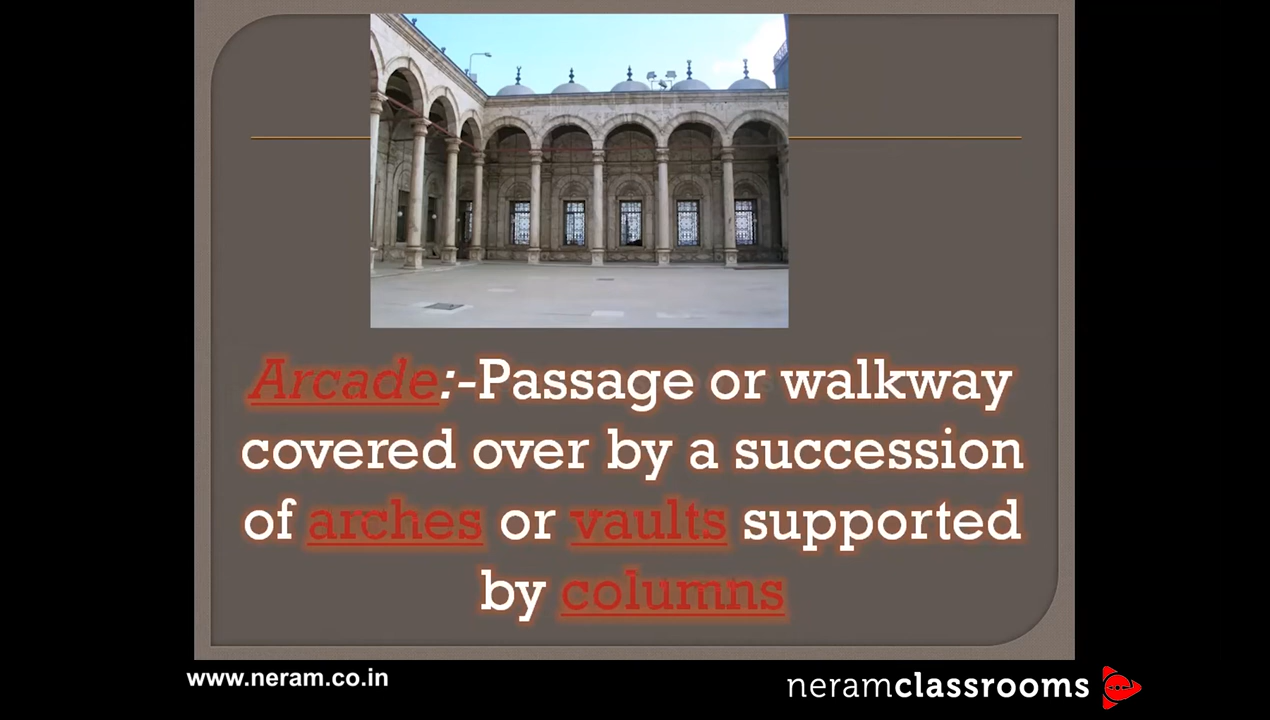 Arcade:-Passage or walkway
covered over by a succession
of arches or vaults supported
by columns
www.neram.co.in
neramclassrooms